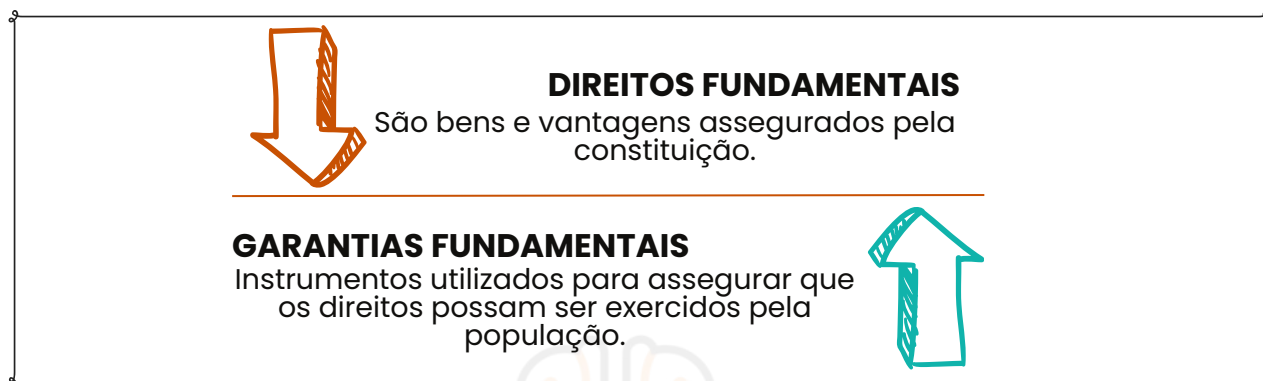 DIREITOS FUNDAMENTAIS
São bens e vantagens assegurados pela
constituição.
GARANTIAS FUNDAMENTAIS
Instrumentos utilizados para assegurar que
os direitos possam ser exercidos pela
população.